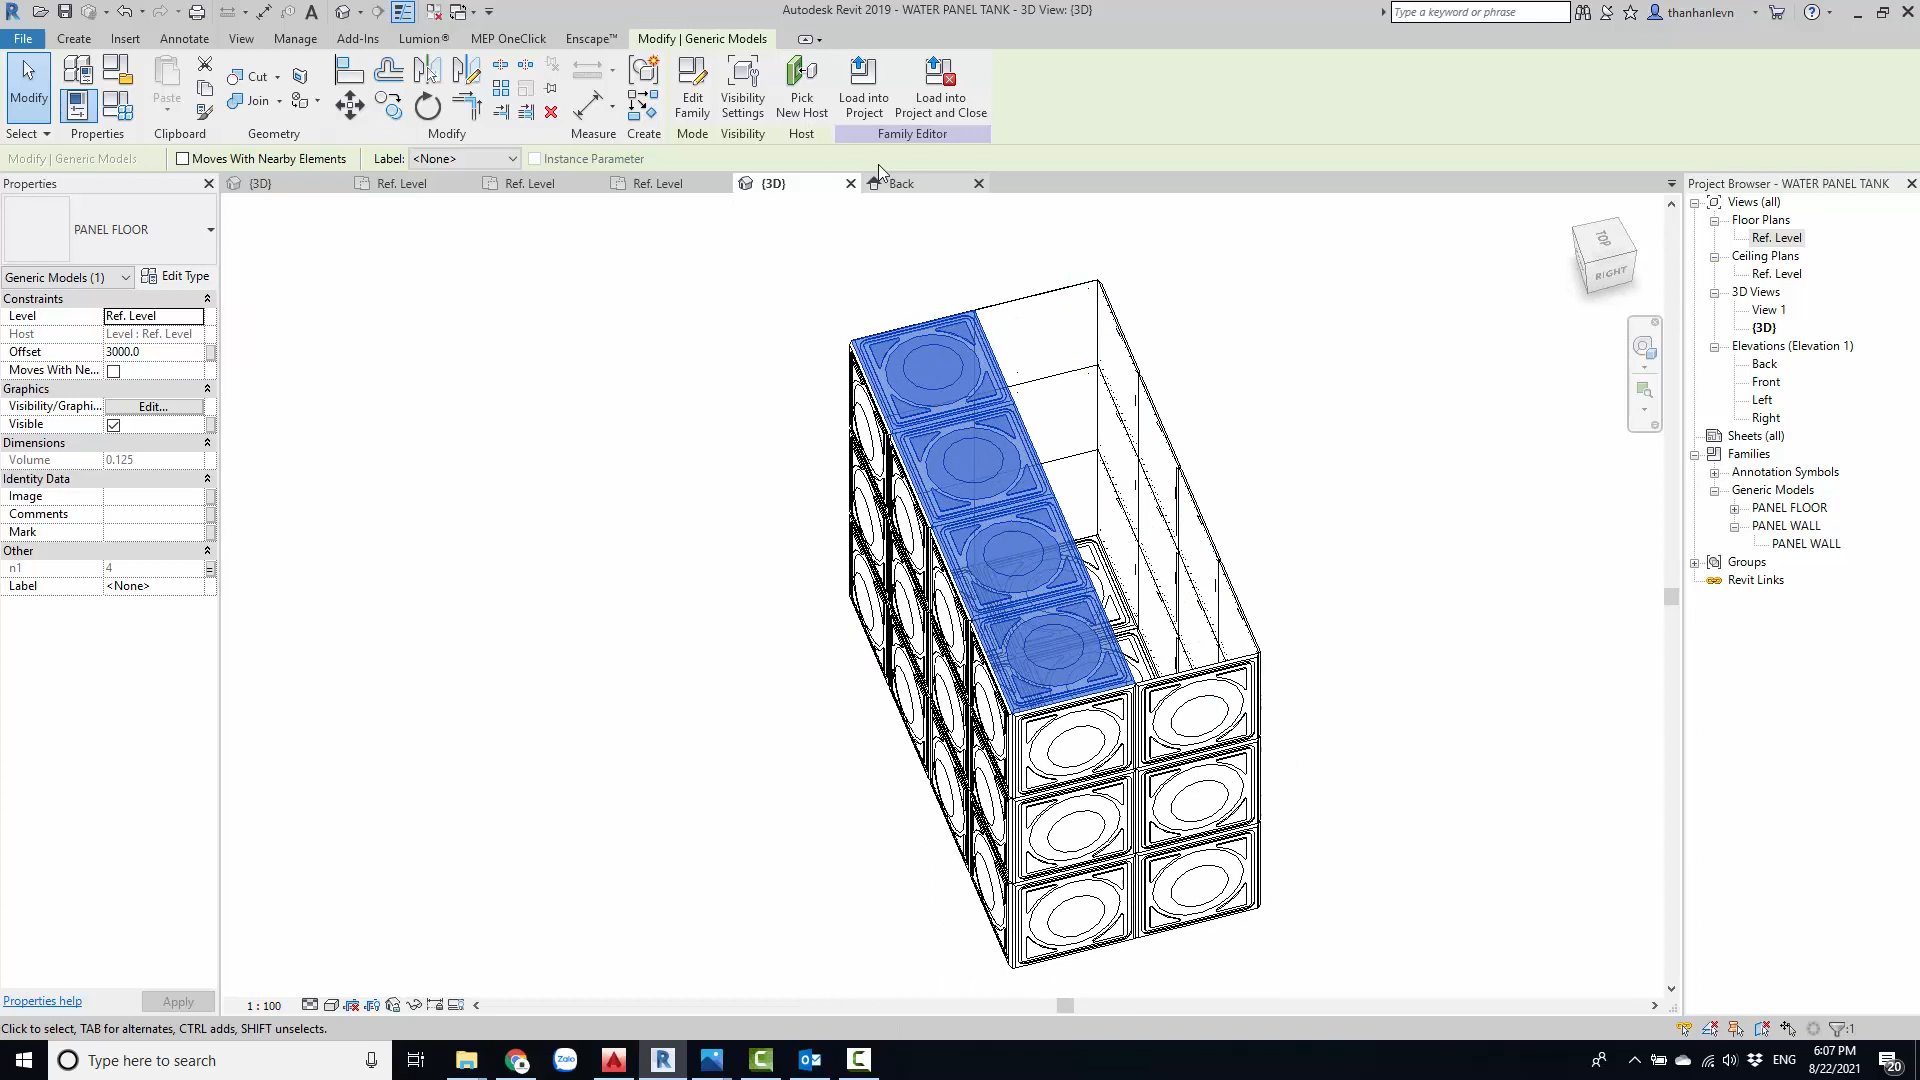 Autodesk Revit 2019 - WATER PANEL TANK - 3D View: {3D}
Type a keyword or phrase
thanhanlevn
File
Create
Insert
Annotate
View
Manage
Add-Ins
Lumion®
MEP OneClick
Enscape™
Modify | Generic Models
Modify
Paste
Cut
Join
Edit
Family
Visibility
Settings
Pick
New Host
Load into
Project
Load into
Project and Close
Select
Properties
Clipboard
Geometry
Modify
Measure
Create
Mode
Visibility
Host
Family Editor
Modify | Generic Models
Moves With Nearby Elements
Label:
<None>
Instance Parameter
Properties
{3D}
Ref. Level
Ref. Level
Ref. Level
{3D}
Back
Project Browser - WATER PANEL TANK
PANEL FLOOR
Generic Models (1)
Edit Type
Constraints
Level Ref. Level
Host Level : Ref. Level
Offset 3000.0
Moves With Ne...
Graphics
Visibility/Graphi... Edit...
Visible
Dimensions
Volume 0.125
Identity Data
Image
Comments
Mark
Other
n1 4 =
Label <None>
Properties help
Apply
TOP
RIGHT
Views (all)
Floor Plans
Ref. Level
Ceiling Plans
Ref. Level
3D Views
View 1
{3D}
Elevations (Elevation 1)
Back
Front
Left
Right
Sheets (all)
Families
Annotation Symbols
Generic Models
PANEL FLOOR
PANEL WALL
PANEL WALL
Groups
Revit Links
1 : 100
Click to select, TAB for alternates, CTRL adds, SHIFT unselects.
:1
Type here to search
Zalo
ENG
6:07 PM
8/22/2021
20